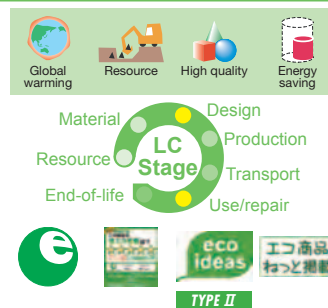 Global
warming
Resource
High quality
Energy
saving
Material
Design
LC
Stage
Production
Resource
Transport
End-of-life
Use/repair
e
eco
ideas
エコ商品
ねっと掲載
TYPE II